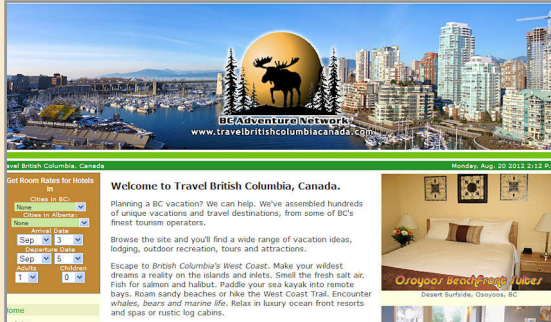 BC Adventure Network
www.travelbritishcolumbiacanada.com
avel British Columbia, Canada
Monday, Aug. 20 2012 2:12 P
Get Room Rates for Hotels
in
Cities in BC:
None
Cities in Alberta:
None
Arrival Date
Sep 3
Departure Date
Sep 5
Adults Children
1 0
ome
Welcome to Travel British Columbia, Canada.
Planning a BC vacation? We can help. We've assembled hundreds
of unique vacations and travel destinations, from some of BC's
finest tourism operators.
Browse the site and you'll find a wide range of vacation ideas,
lodging, outdoor recreation, tours and attractions.
Escape to British Columbia's West Coast. Make your wildest
dreams a reality on the islands and inlets. Smell the fresh salt air.
Fish for salmon and halibut. Paddle your sea kayak into remote
bays. Roam sandy beaches or hike the West Coast Trail. Encounter
whales, bears and marine life. Relax in luxury ocean front resorts
and spas or rustic log cabins.
Osoyoos BeachFront Suites
Desert Surfside, Osoyoos, BC